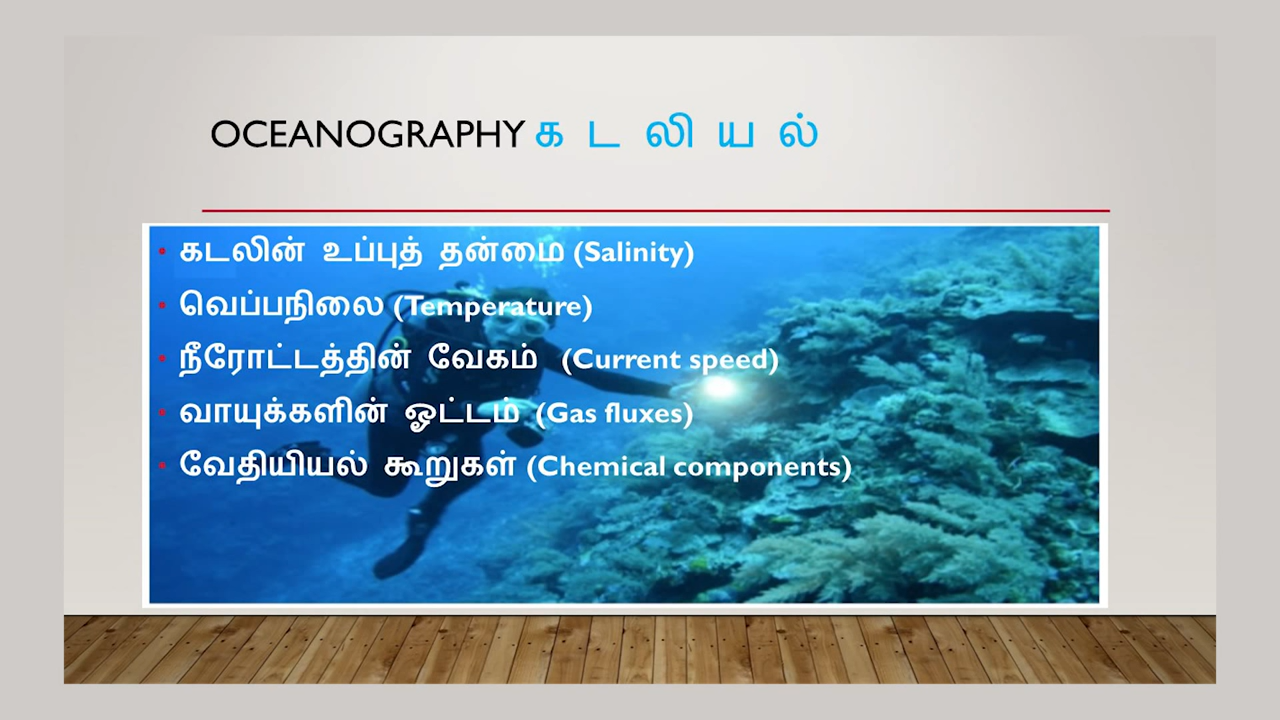 OCEANOGRAPHY க ட லி ய ல்
• கடலின் உப்புத் தன்மை (Salinity)
• வெப்பநிலை (Temperature)
• நீரோட்டத்தின் வேகம் (Current speed)
• வாயுக்களின் ஓட்டம் (Gas fluxes)
• வேதியியல் கூறுகள் (Chemical components)